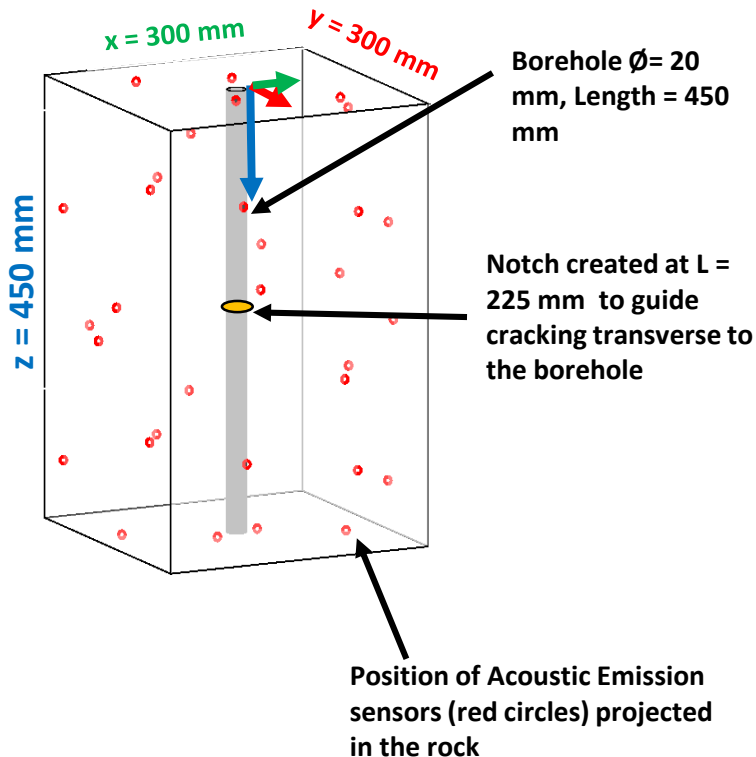 x = 300 mm
y = 300 mm
Borehole Ø= 20
mm, Length = 450
mm
z = 450 mm
Notch created at L =
225 mm to guide
cracking transverse to
the borehole
Position of Acoustic Emission
sensors (red circles) projected
in the rock